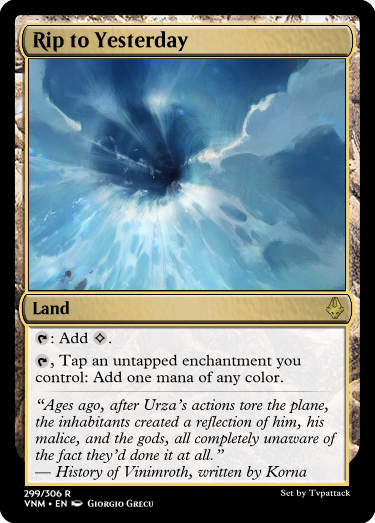 Rip to Yesterday
Land
: Add .
, Tap an untapped enchantment you
control: Add one mana of any color.
“Ages ago, after Urza’s actions tore the plane,
the inhabitants created a reflection of him, his
malice, and the gods, all completely unaware of
the fact they’d done it at all.”
— History of Vinimroth, written by Korna
299/306 R
Set by Tvpattack
VNM • EN Giorgio Grecu